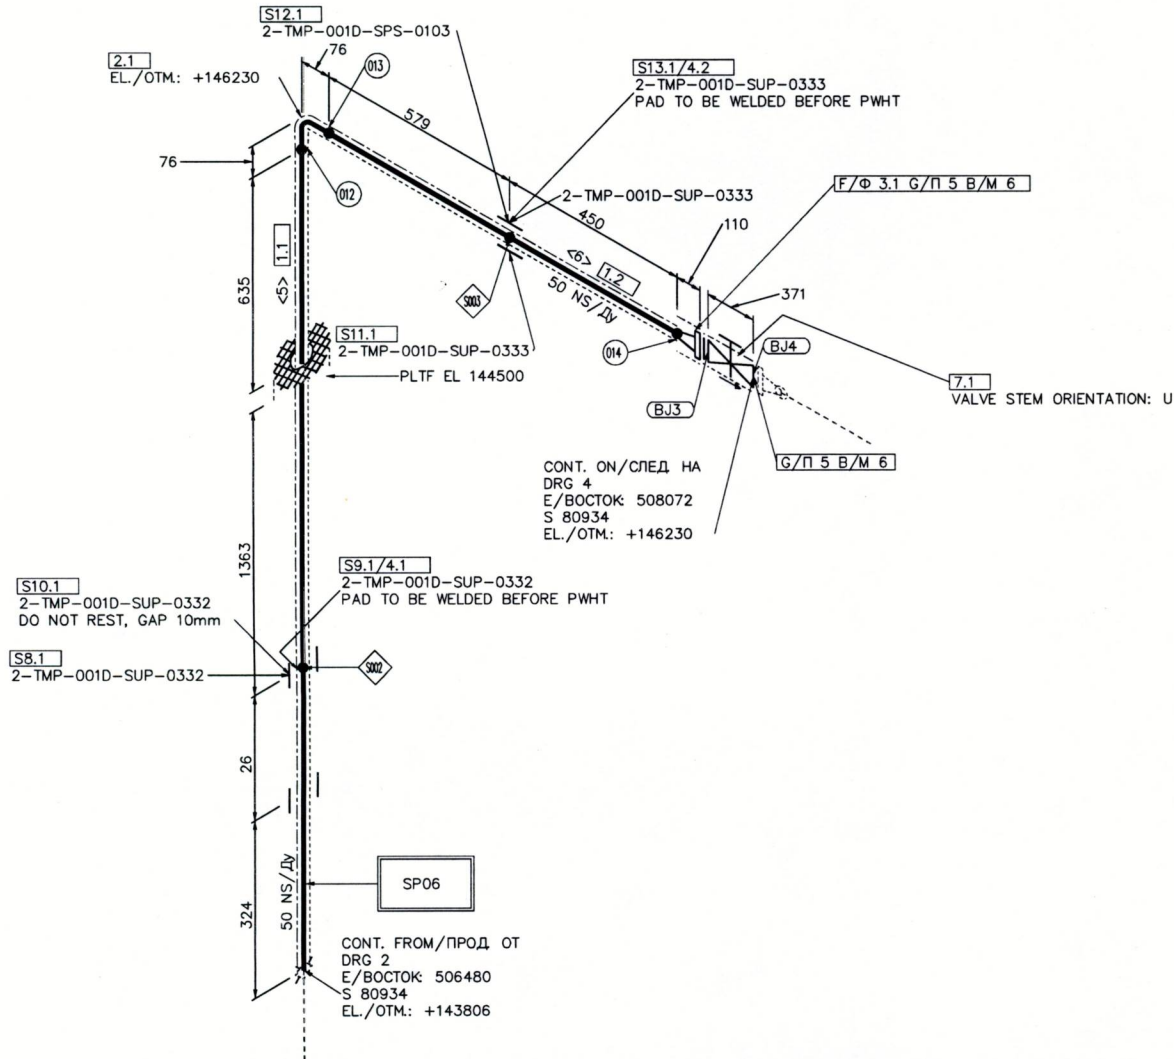 S12.1
2-TMP-001D-SPS-0103
76
013
2.1
EL./OTM.: +146230
S13.1/4.2
2-TMP-001D-SUP-0333
PAD TO BE WELDED BEFORE PWHT
579
76
012
2-TMP-001D-SUP-0333
F/Ф 3.1 G/П 5 B/M 6
450
110
<5> 1.1
635
<6> 1.2
50 NS/Ду
S003
371
S11.1
2-TMP-001D-SUP-0333
014
BJ4
PLTF EL 144500
7.1
VALVE STEM ORIENTATION: U
BJ3
G/П 5 B/M 6
CONT. ON/СЛЕД. НА
DRG 4
E/ВОСТОК: 508072
S 80934
EL./OTM.: +146230
1363
S9.1/4.1
2-TMP-001D-SUP-0332
PAD TO BE WELDED BEFORE PWHT
S10.1
2-TMP-001D-SUP-0332
DO NOT REST, GAP 10mm
S8.1
2-TMP-001D-SUP-0332
S002
26
SP06
324
50 NS/Ду
CONT. FROM/ПРОД. ОТ
DRG 2
E/ВОСТОК: 506480
S 80934
EL./OTM.: +143806